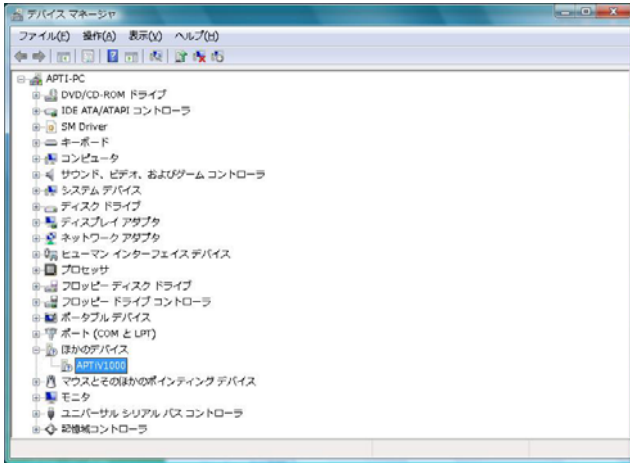 デバイス マネージャ
ファイル(F) 操作(A) 表示(V) ヘルプ(H)
APTI-PC
DVD/CD-ROM ドライブ
IDE ATA/ATAPI コントローラ
SM Driver
キーボード
コンピュータ
サウンド、ビデオ、およびゲーム コントローラ
システム デバイス
ディスク ドライブ
ディスプレイ アダプタ
ネットワーク アダプタ
ヒューマン インターフェイス デバイス
プロセッサ
フロッピー ディスク ドライブ
フロッピー ドライブ コントローラ
ポータブル デバイス
ポート (COM と LPT)
ほかのデバイス
APTiV1000
マウスとそのほかのポインティング デバイス
モニタ
ユニバーサル シリアル バス コントローラ
記憶域コントローラ